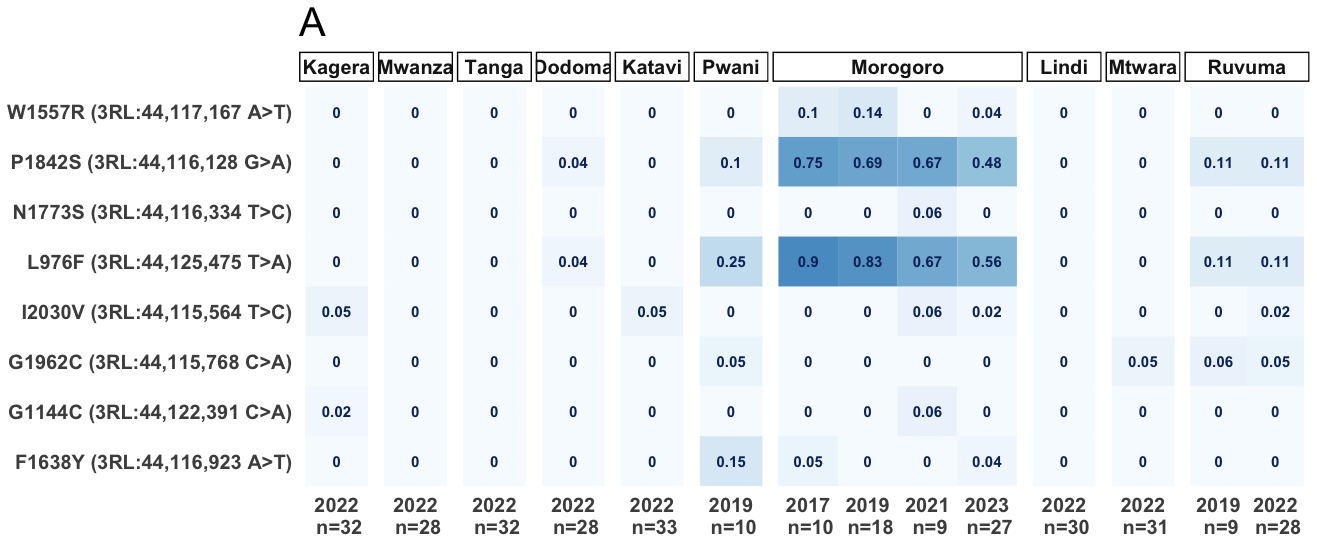 A
Kagera Mwanza Tanga Dodoma Katavi Pwani Morogoro Lindi Mtwara Ruvuma
W1557R (3RL:44,117,167 A>T) 0 0 0 0 0 0 0.1 0.14 0 0.04 0 0 0 0
P1842S (3RL:44,116,128 G>A) 0 0 0 0.04 0 0.1 0.75 0.69 0.67 0.48 0 0 0.11 0.11
N1773S (3RL:44,116,334 T>C) 0 0 0 0 0 0 0 0 0.06 0 0 0 0 0
L976F (3RL:44,125,475 T>A) 0 0 0 0.04 0 0.25 0.9 0.83 0.67 0.56 0 0 0.11 0.11
I2030V (3RL:44,115,564 T>C) 0.05 0 0 0 0.05 0 0 0 0.06 0.02 0 0 0 0.02
G1962C (3RL:44,115,768 C>A) 0 0 0 0 0 0.05 0 0 0 0 0 0.05 0.06 0.05
G1144C (3RL:44,122,391 C>A) 0.02 0 0 0 0 0 0 0 0.06 0 0 0 0 0
F1638Y (3RL:44,116,923 A>T) 0 0 0 0 0 0.15 0.05 0 0 0.04 0 0 0 0
2022 2022 2022 2022 2022 2019 2017 2019 2021 2023 2022 2022 2019 2022
n=32 n=28 n=32 n=28 n=33 n=10 n=10 n=18 n=9 n=27 n=30 n=31 n=9 n=28